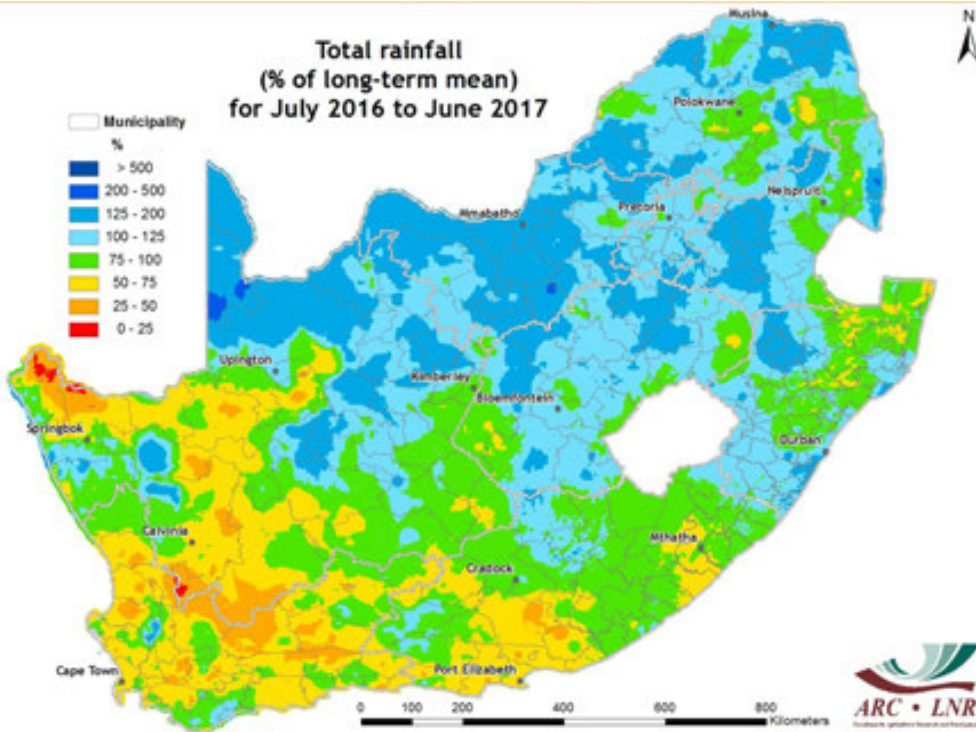 Total rainfall
(% of long-term mean)
for July 2016 to June 2017
N
Municipality
%
> 500
200 - 500
125 - 200
100 - 125
75 - 100
50 - 75
25 - 50
0 - 25
Musina
Polokwane
Nelspruit
Pretoria
Mmabatho
Upington
Kimberley
Bloemfontein
Springbok
Durban
Calvinia
Mthatha
Cradock
Cape Town
Port Elizabeth
0 100 200 400 600 800
Kilometers
ARC • LNR